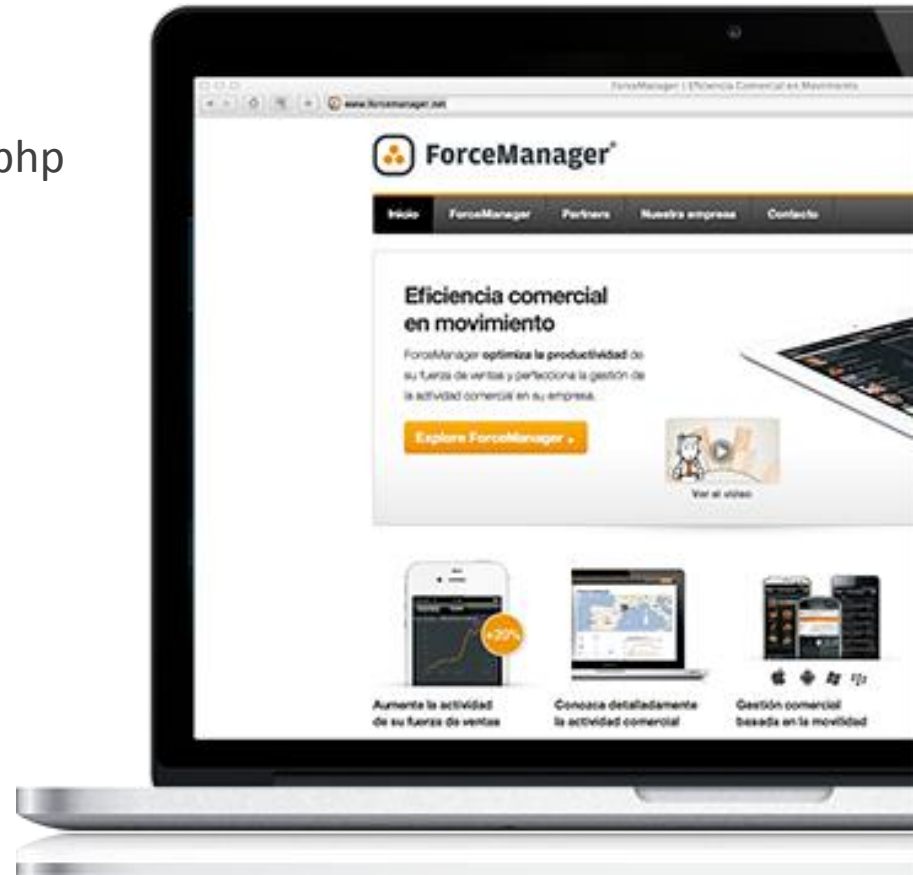 php
ForceManager | Eficiencia Comercial en Movimiento
www.forcemanager.net
ForceManager®
Inicio ForceManager Partners Nuestra empresa Contacto
Eficiencia comercial
en movimiento
ForceManager optimiza la productividad de
su fuerza de ventas y perfecciona la gestión de
la actividad comercial en su empresa.
Explore ForceManager
Ver el vídeo
+20%
Aumente la actividad
de su fuerza de ventas
Conozca detalladamente
la actividad comercial
Gestión comercial
basada en la movilidad